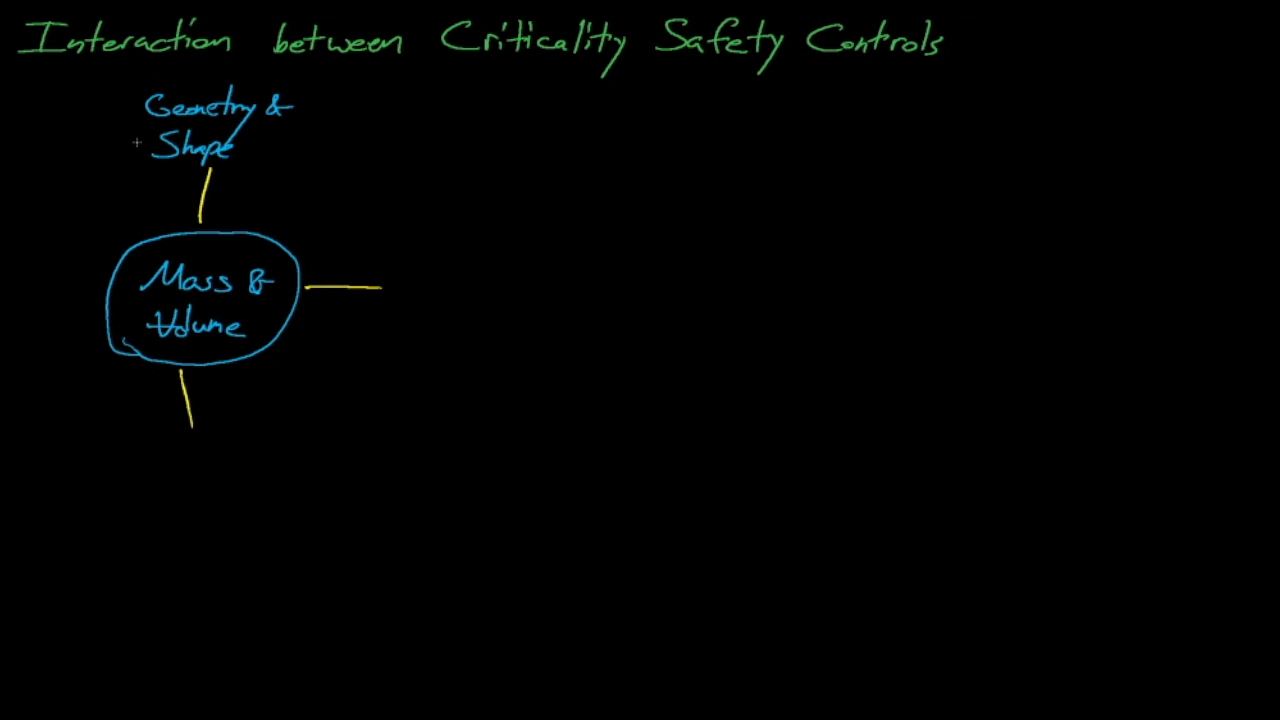 Interaction between Criticality Safety Controls
Geometry &
Shape
Mass &
Volume